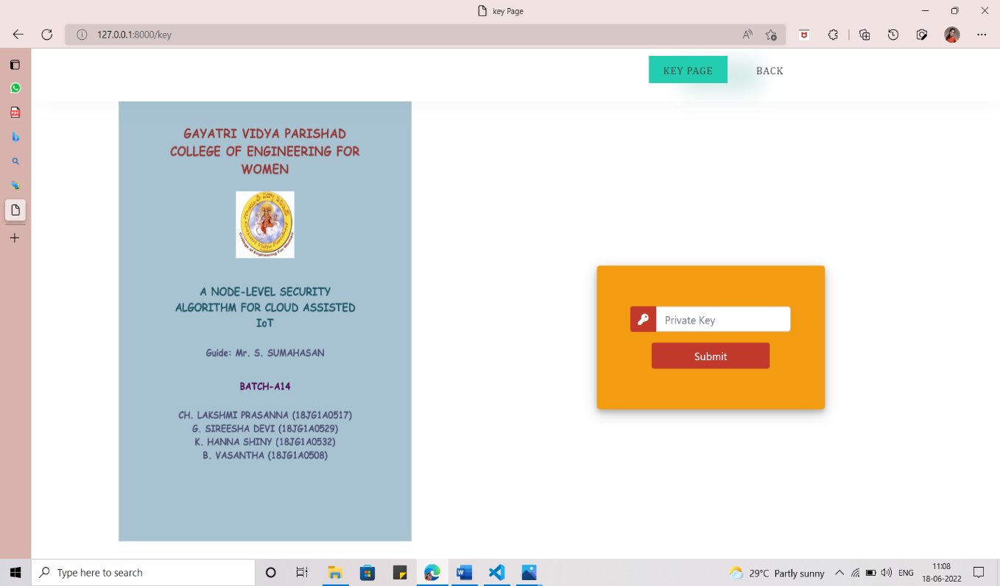 key Page
127.0.0.1:8000/key
KEY PAGE
BACK
GAYATRI VIDYA PARISHAD
COLLEGE OF ENGINEERING FOR
WOMEN
A NODE-LEVEL SECURITY
ALGORITHM FOR CLOUD ASSISTED
IoT
Guide: Mr. S. SUMAHASAN
BATCH-A14
CH. LAKSHMI PRASANNA (18JG1A0517)
G. SIREESHA DEVI (18JG1A0529)
K. HANNA SHINY (18JG1A0532)
B. VASANTHA (18JG1A0508)
Private Key
Submit
Type here to search
29°C Partly sunny
ENG
11:08
18-06-2022